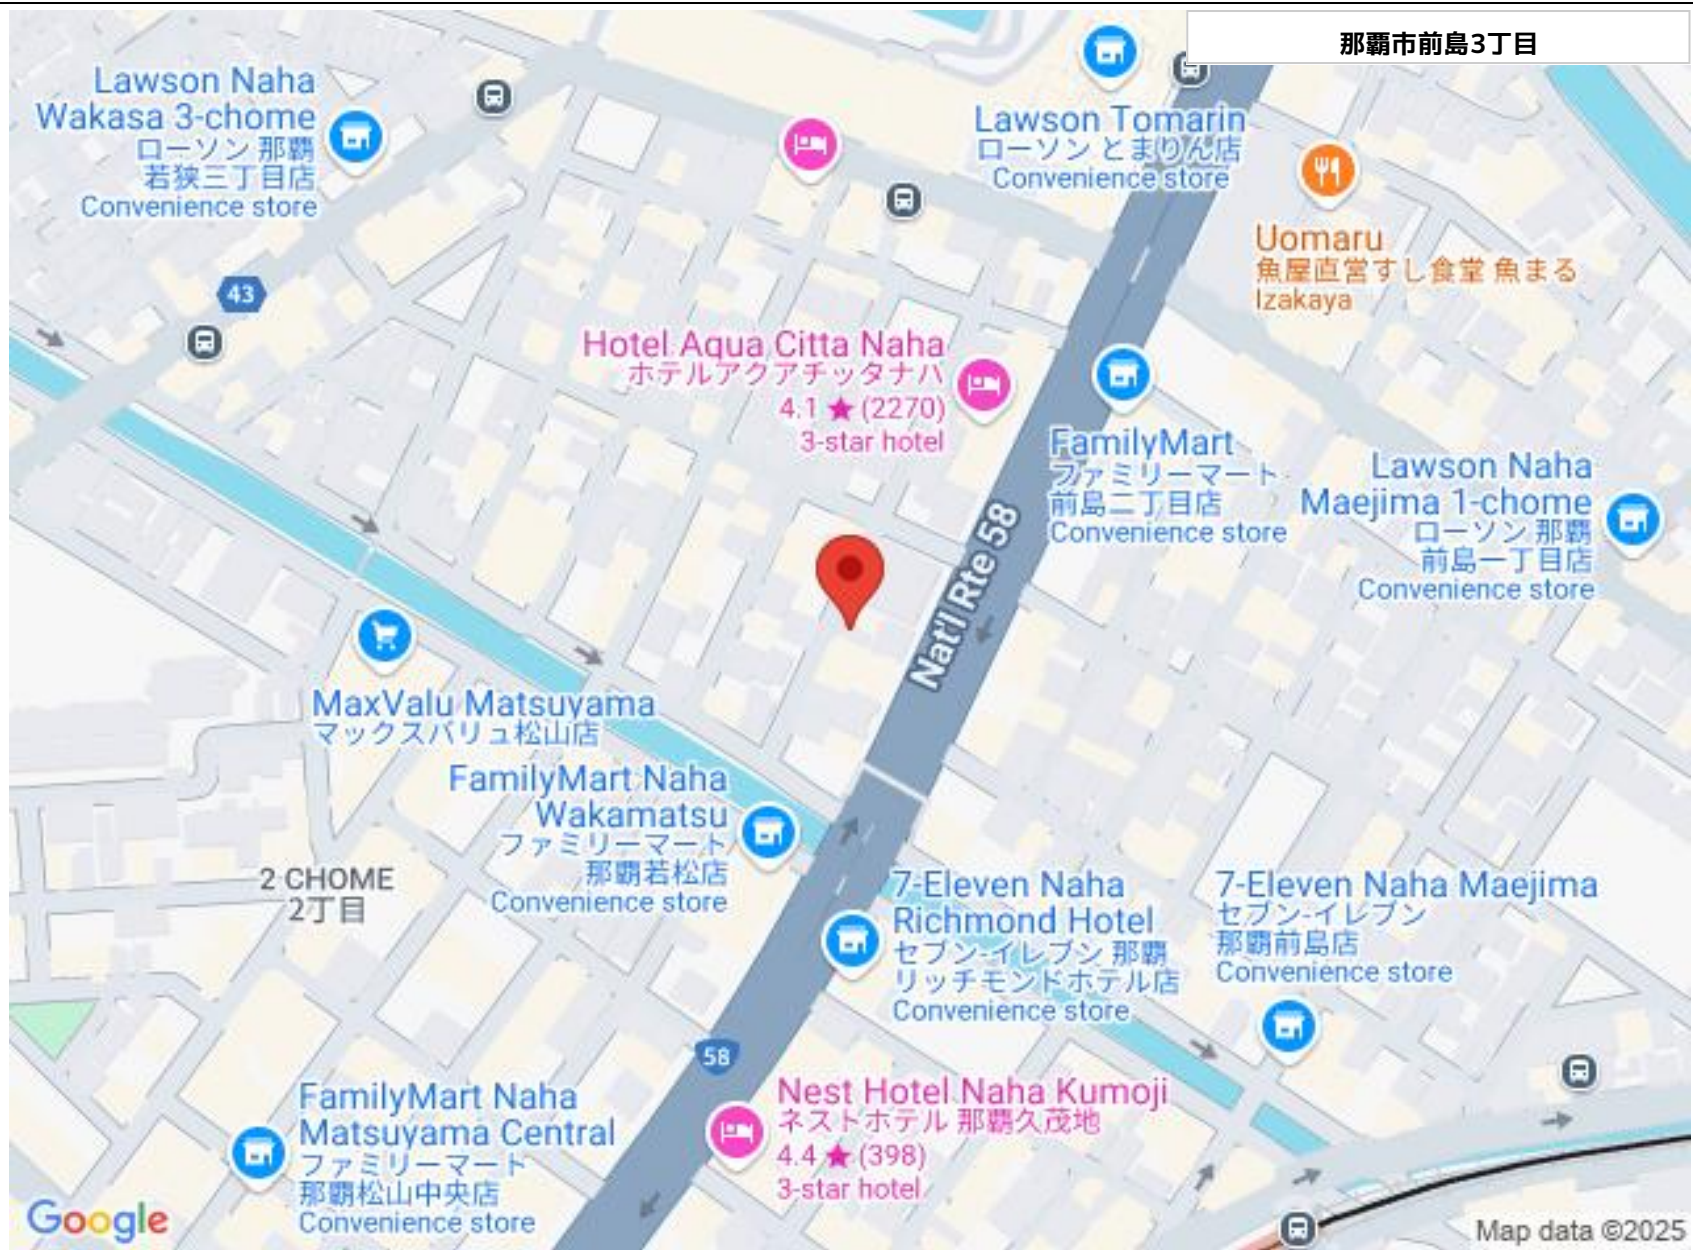 那覇市前島3丁目
Lawson Naha
Wakasa 3-chome
ローソン 那覇
若狭三丁目店
Convenience store
Lawson Tomarin
ローソン とまりん店
Convenience store
Uomaru
魚屋直営すし食堂 魚まる
Izakaya
43
Hotel Aqua Citta Naha
ホテルアクアチッタナハ
4.1 ★ (2270)
3-star hotel
FamilyMart
ファミリーマート
前島二丁目店
Convenience store
Lawson Naha
Maejima 1-chome
ローソン 那覇
前島一丁目店
Convenience store
Nat'l Rte 58
MaxValu Matsuyama
マックスバリュ松山店
FamilyMart Naha
Wakamatsu
ファミリーマート
那覇若松店
Convenience store
2 CHOME
2丁目
7-Eleven Naha
Richmond Hotel
セブン-イレブン 那覇
リッチモンドホテル店
Convenience store
7-Eleven Naha Maejima
セブン-イレブン
那覇前島店
Convenience store
58
FamilyMart Naha
Matsuyama Central
ファミリーマート
那覇松山中央店
Convenience store
Nest Hotel Naha Kumoji
ネストホテル 那覇久茂地
4.4 ★ (398)
3-star hotel
Google
Map data ©2025